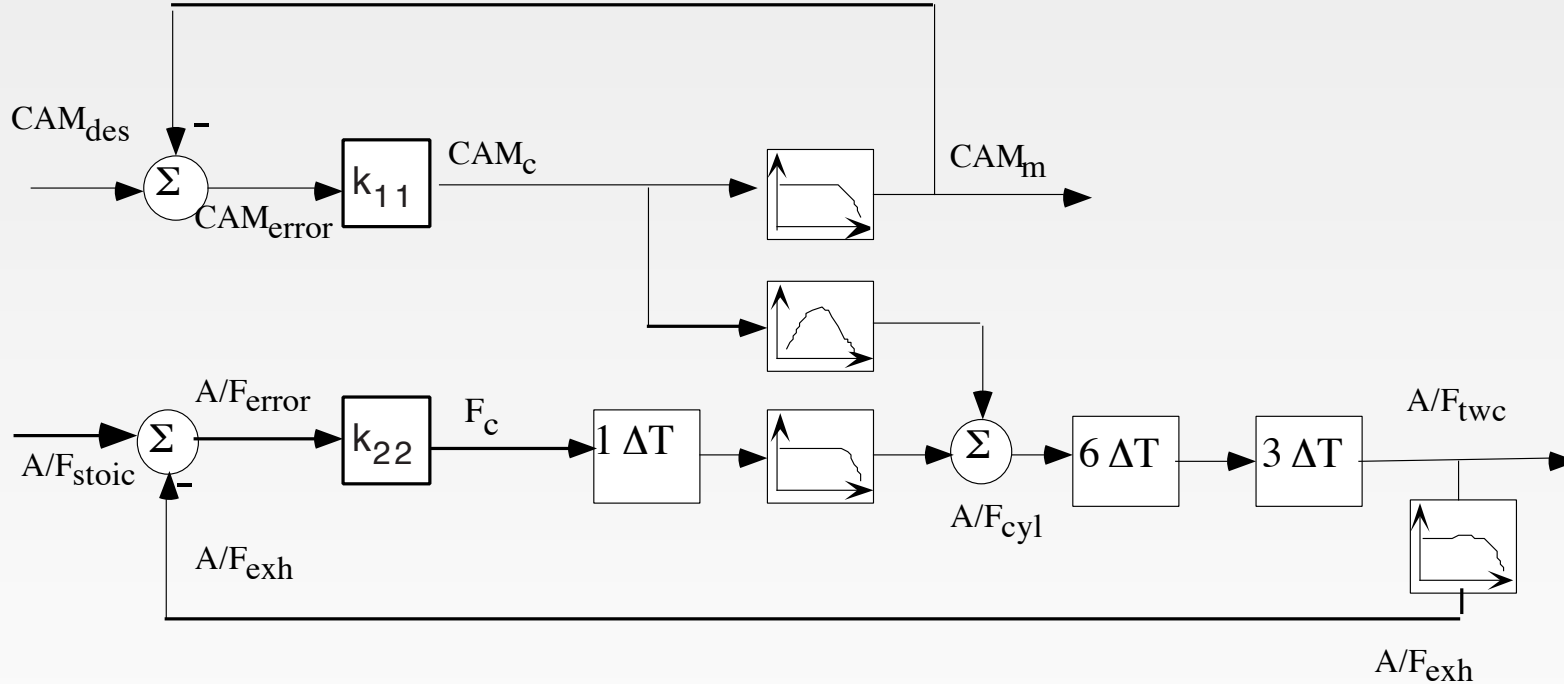 CAM_des
-
Σ
CAM_error
k_11
CAM_c
CAM_m
A/F_error
Σ
A/F_stoic
-
k_22
F_c
1 ΔT
Σ
A/F_cyl
6 ΔT
3 ΔT
A/F_twc
A/F_exh
A/F_exh